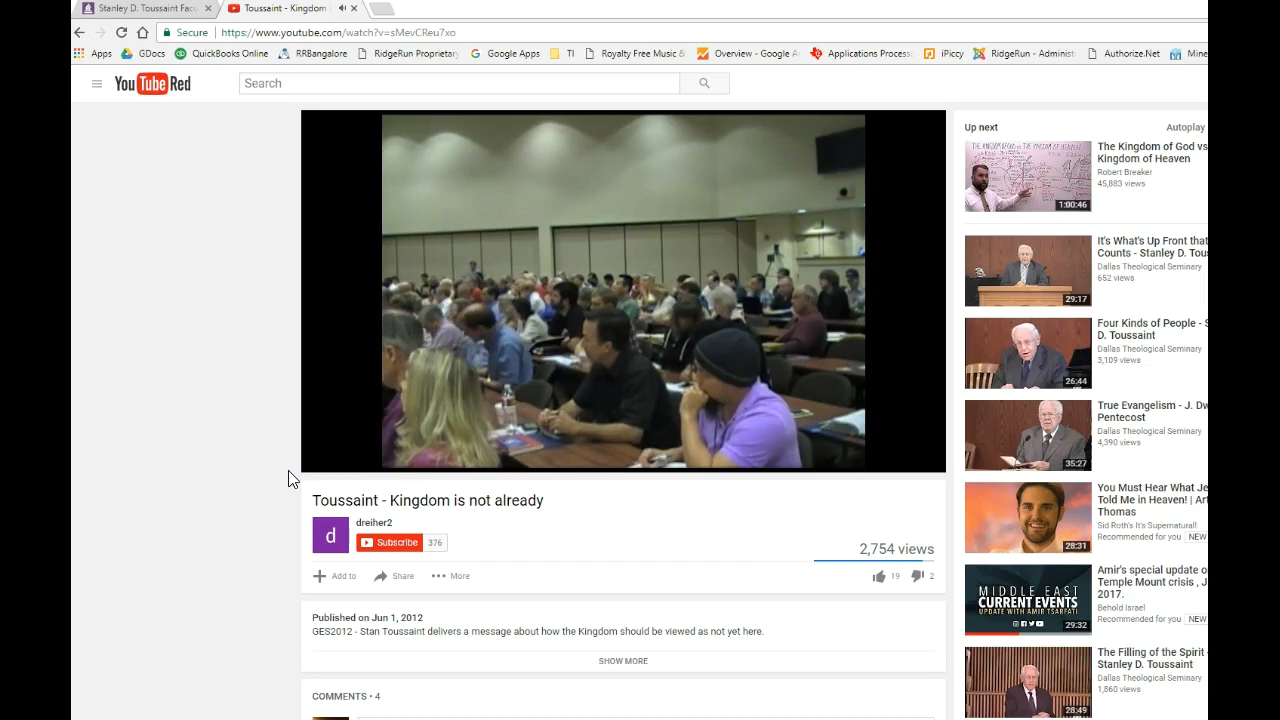 Stanley D. Toussaint Facu
Toussaint - Kingdom
Secure
https://www.youtube.com/watch?v=sMevCReu7xo
Apps
GDocs
QuickBooks Online
RRBangalore
RidgeRun Proprietary
Google Apps
TI
Royalty Free Music &
Overview - Google A
Applications Process
iPiccy
RidgeRun - Administ
Authorize.Net
Mine
YouTube Red
Search
Toussaint - Kingdom is not already
dreiher2
Subscribe 376
2,754 views
Add to
Share
More
19
2
Published on Jun 1, 2012
GES2012 - Stan Toussaint delivers a message about how the Kingdom should be viewed as not yet here.
SHOW MORE
COMMENTS • 4
Up next
Autoplay
The Kingdom of God vs
Kingdom of Heaven
Robert Breaker
45,883 views
1:00:46
It's What's Up Front that
Counts - Stanley D. Tous
Dallas Theological Seminary
652 views
29:17
Four Kinds of People - S
D. Toussaint
Dallas Theological Seminary
3,109 views
26:44
True Evangelism - J. Dw
Pentecost
Dallas Theological Seminary
4,390 views
35:27
You Must Hear What Je
Told Me in Heaven! | Art
Thomas
Sid Roth's It's Supernatural!
Recommended for you NEW
28:31
Amir's special update o
Temple Mount crisis , J
2017.
Behold Israel
Recommended for you NEW
MIDDLE EAST
CURRENT EVENTS
UPDATE WITH AMIR TSARFATI
29:32
The Filling of the Spirit -
Stanley D. Toussaint
Dallas Theological Seminary
1,860 views
28:49